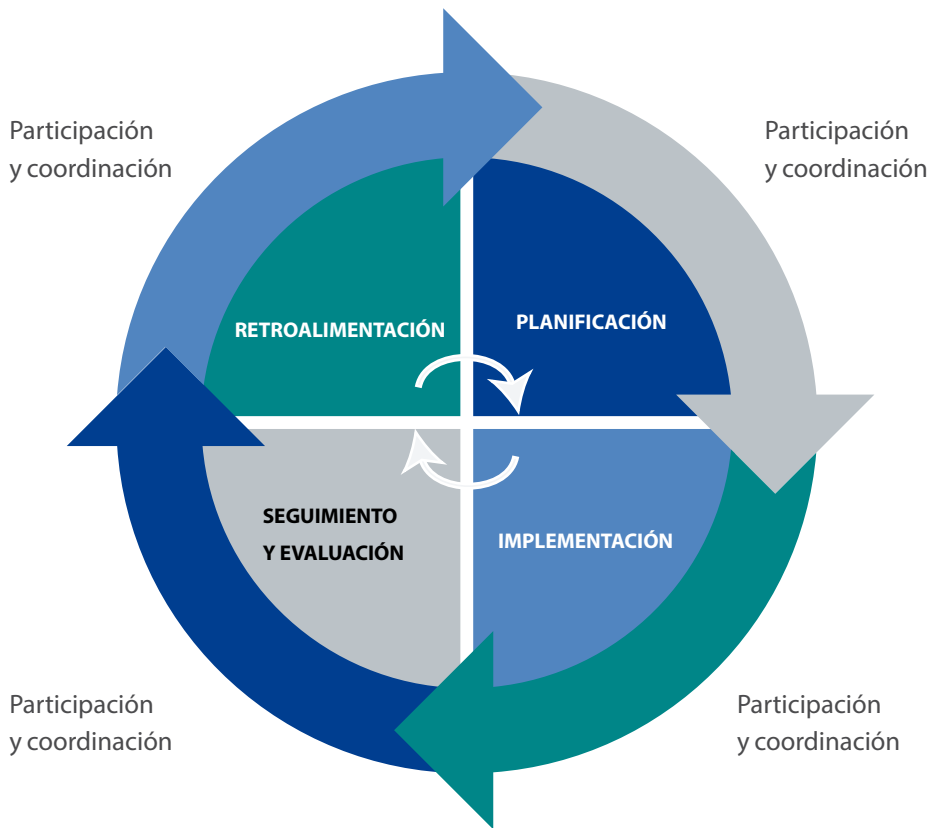 Participación
y coordinación
Participación
y coordinación
RETROALIMENTACIÓN
PLANIFICACIÓN
SEGUIMIENTO
Y EVALUACIÓN
IMPLEMENTACIÓN
Participación
y coordinación
Participación
y coordinación